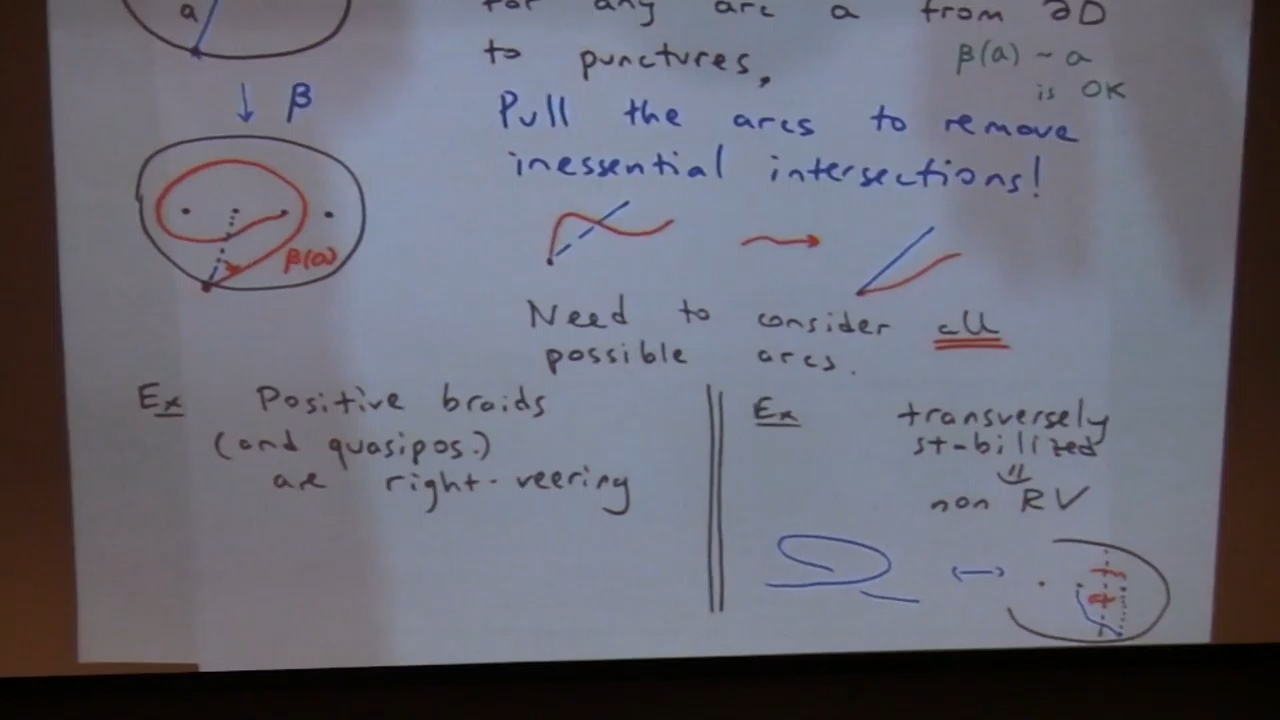 a
for any arc a from ∂D
to punctures,
β(a) ~ a
is OK
↓ β
Pull the arcs to remove
inessential intersections!
β(a)
Need to consider all
possible arcs.
Ex Positive braids
(and quasipos.)
are right-veering
Ex transversely
stabilized
⇓
non RV